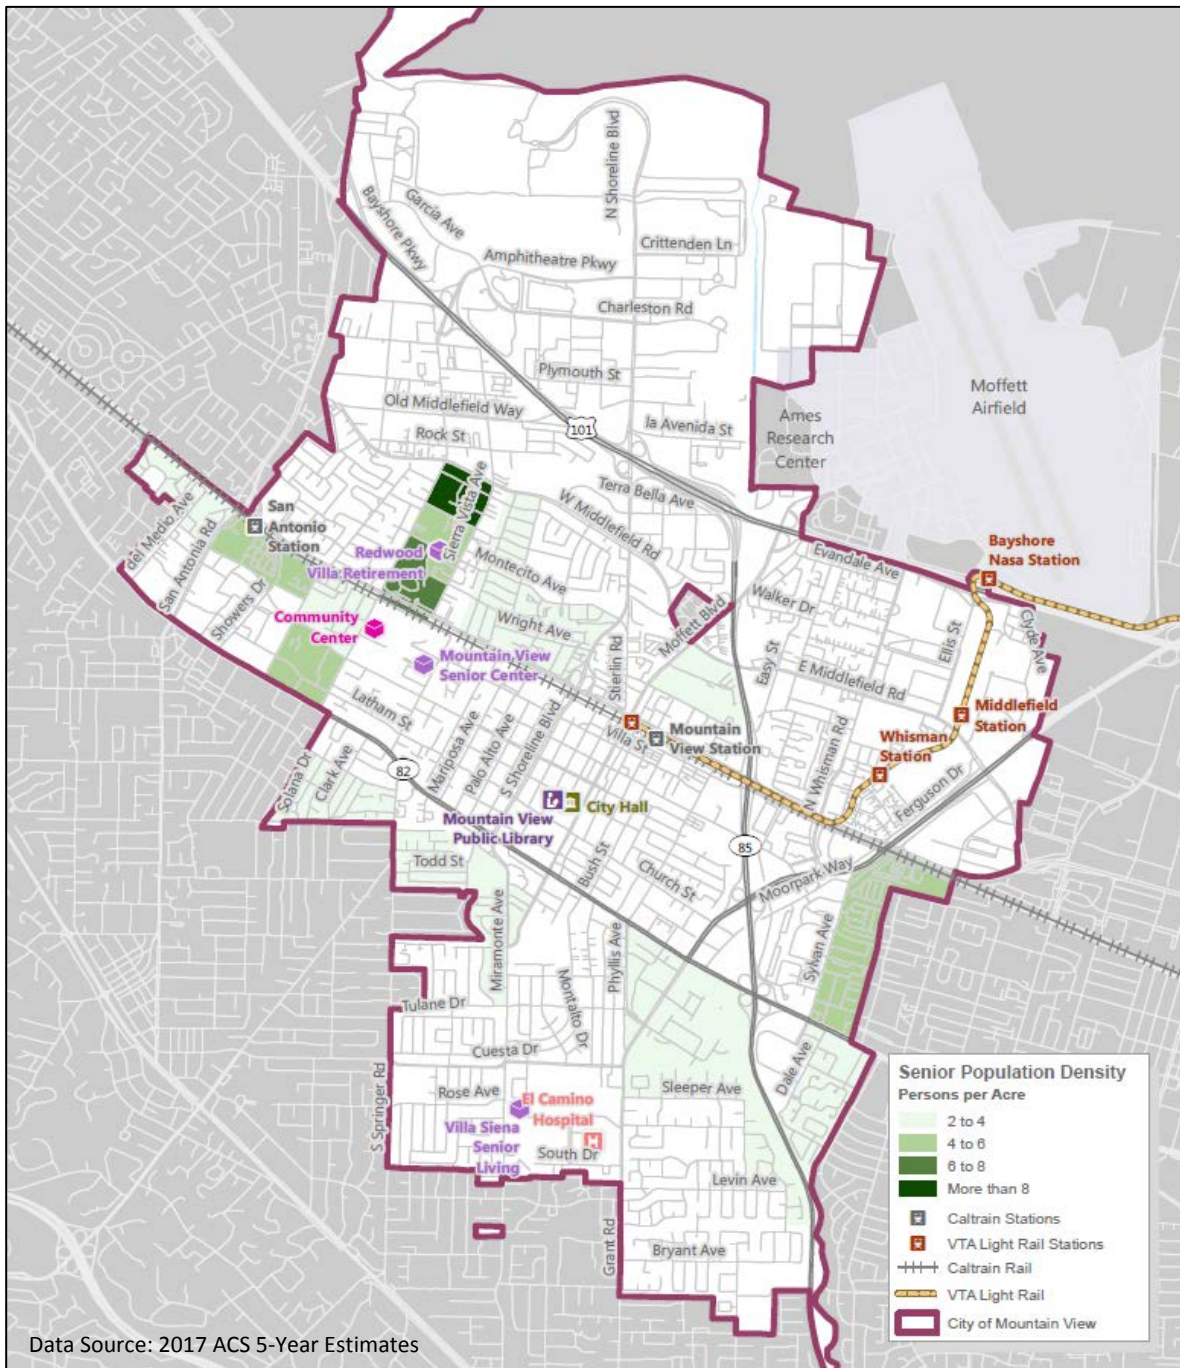 N Shoreline Blvd
Garcia Ave
Bayshore Pkwy
Crittenden Ln
Amphitheatre Pkwy
Charleston Rd
Plymouth St
Moffett
Airfield
Old Middlefield Way
Ames
Research
Center
101
la Avenida St
Rock St
Terra Bella Ave
W Middlefield Rd
Sierra Vista Ave
San
Antonio
Station
del Medio Ave
San Antonia Rd
Redwood
Villa Retirement
Montecito Ave
Evandale Ave
Bayshore
Nasa Station
Showers Dr
Walker Dr
Moffett Blvd
Clyde Ave
Ellis St
Community
Center
Wright Ave
Stierlin Rd
Easy St
E Middlefield Rd
Mountain View
Senior Center
Latham St
Mariposa Ave
Palo Alto Ave
S Shoreline Blvd
Villa St
Mountain
View Station
Middlefield
Station
Whisman
Station
N Whisman Rd
Ferguson Dr
Solana Dr
Clark Ave
82
City Hall
Mountain View
Public Library
85
Todd St
Bush St
Church St
Moorpark Way
Miramonte Ave
Phyllis Ave
Sylvan Ave
Montalto Dr
Tulane Dr
Cuesta Dr
Dale Ave
S Springer Rd
Rose Ave
El Camino
Hospital
Sleeper Ave
Villa Siena
Senior
Living
South Dr
Levin Ave
Grant Rd
Bryant Ave
Senior Population Density
Persons per Acre
2 to 4
4 to 6
6 to 8
More than 8
Caltrain Stations
VTA Light Rail Stations
Caltrain Rail
VTA Light Rail
City of Mountain View
Data Source: 2017 ACS 5-Year Estimates